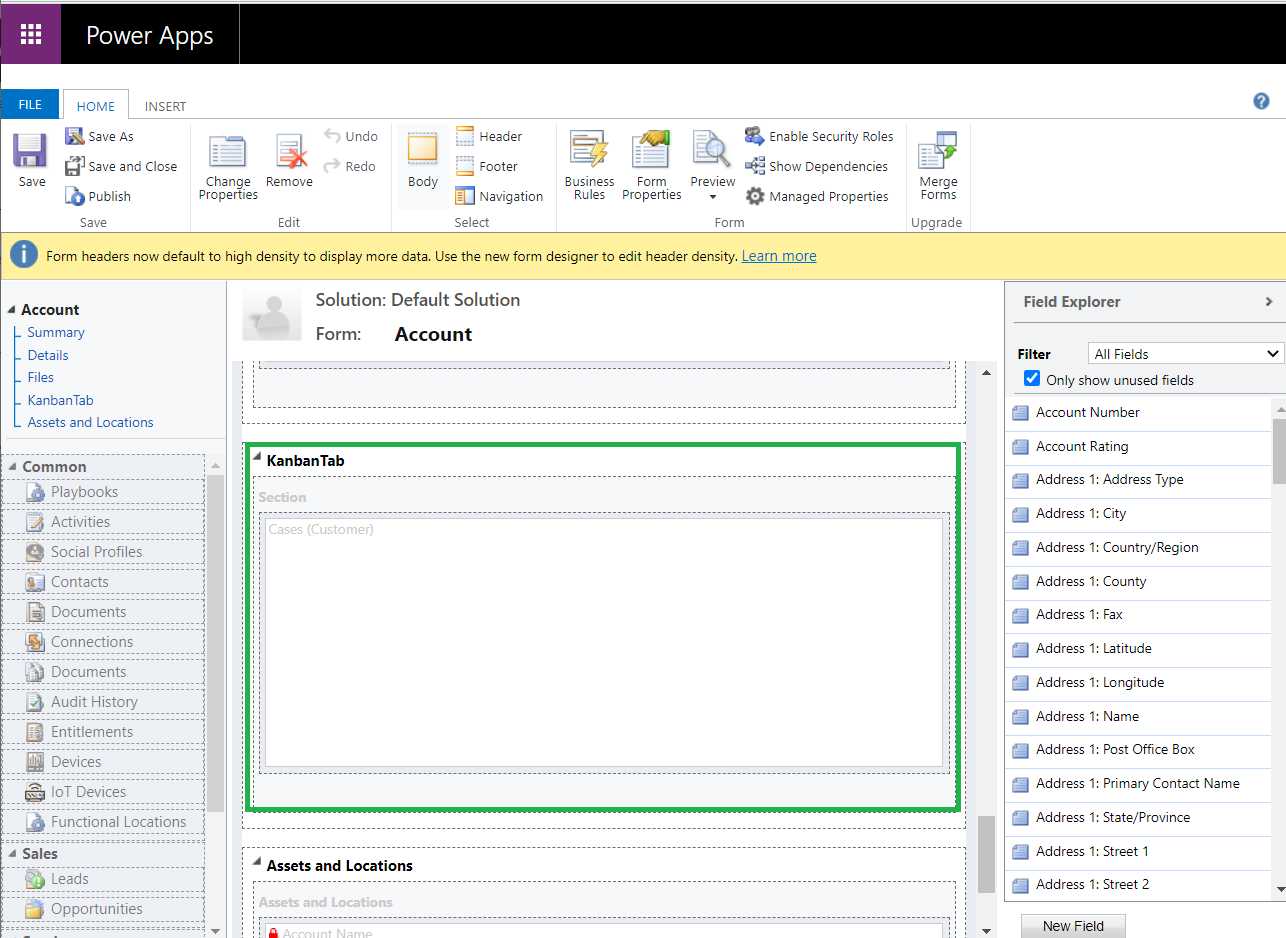 Power Apps
FILE
HOME
INSERT
Save
Save As
Save and Close
Publish
Save
Change Properties
Remove
Undo
Redo
Edit
Body
Header
Footer
Navigation
Select
Business Rules
Form Properties
Preview
Enable Security Roles
Show Dependencies
Managed Properties
Form
Merge Forms
Upgrade
Form headers now default to high density to display more data. Use the new form designer to edit header density. Learn more
Account
Summary
Details
Files
KanbanTab
Assets and Locations
Common
Playbooks
Activities
Social Profiles
Contacts
Documents
Connections
Documents
Audit History
Entitlements
Devices
IoT Devices
Functional Locations
Sales
Leads
Opportunities
Solution: Default Solution
Form: Account
KanbanTab
Section
Cases (Customer)
Assets and Locations
Assets and Locations
Account Name
Field Explorer
Filter
All Fields
Only show unused fields
Account Number
Account Rating
Address 1: Address Type
Address 1: City
Address 1: Country/Region
Address 1: County
Address 1: Fax
Address 1: Latitude
Address 1: Longitude
Address 1: Name
Address 1: Post Office Box
Address 1: Primary Contact Name
Address 1: State/Province
Address 1: Street 1
Address 1: Street 2
New Field